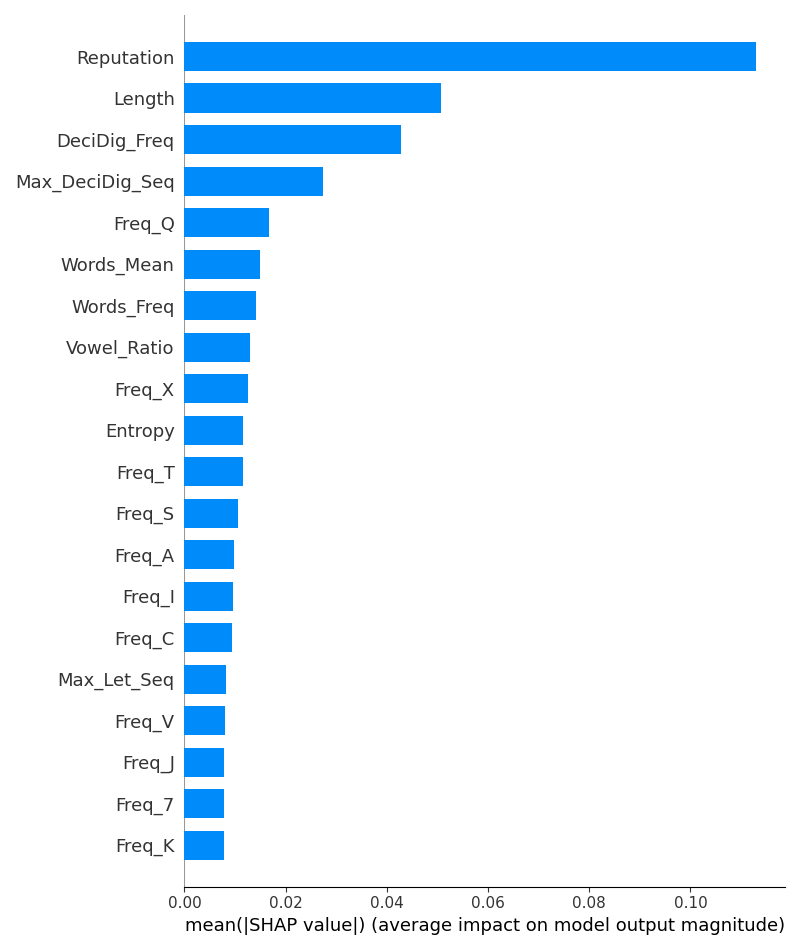 Reputation
Length
DeciDig_Freq
Max_DeciDig_Seq
Freq_Q
Words_Mean
Words_Freq
Vowel_Ratio
Freq_X
Entropy
Freq_T
Freq_S
Freq_A
Freq_I
Freq_C
Max_Let_Seq
Freq_V
Freq_J
Freq_7
Freq_K
0.00 0.02 0.04 0.06 0.08 0.10
mean(|SHAP value|) (average impact on model output magnitude)